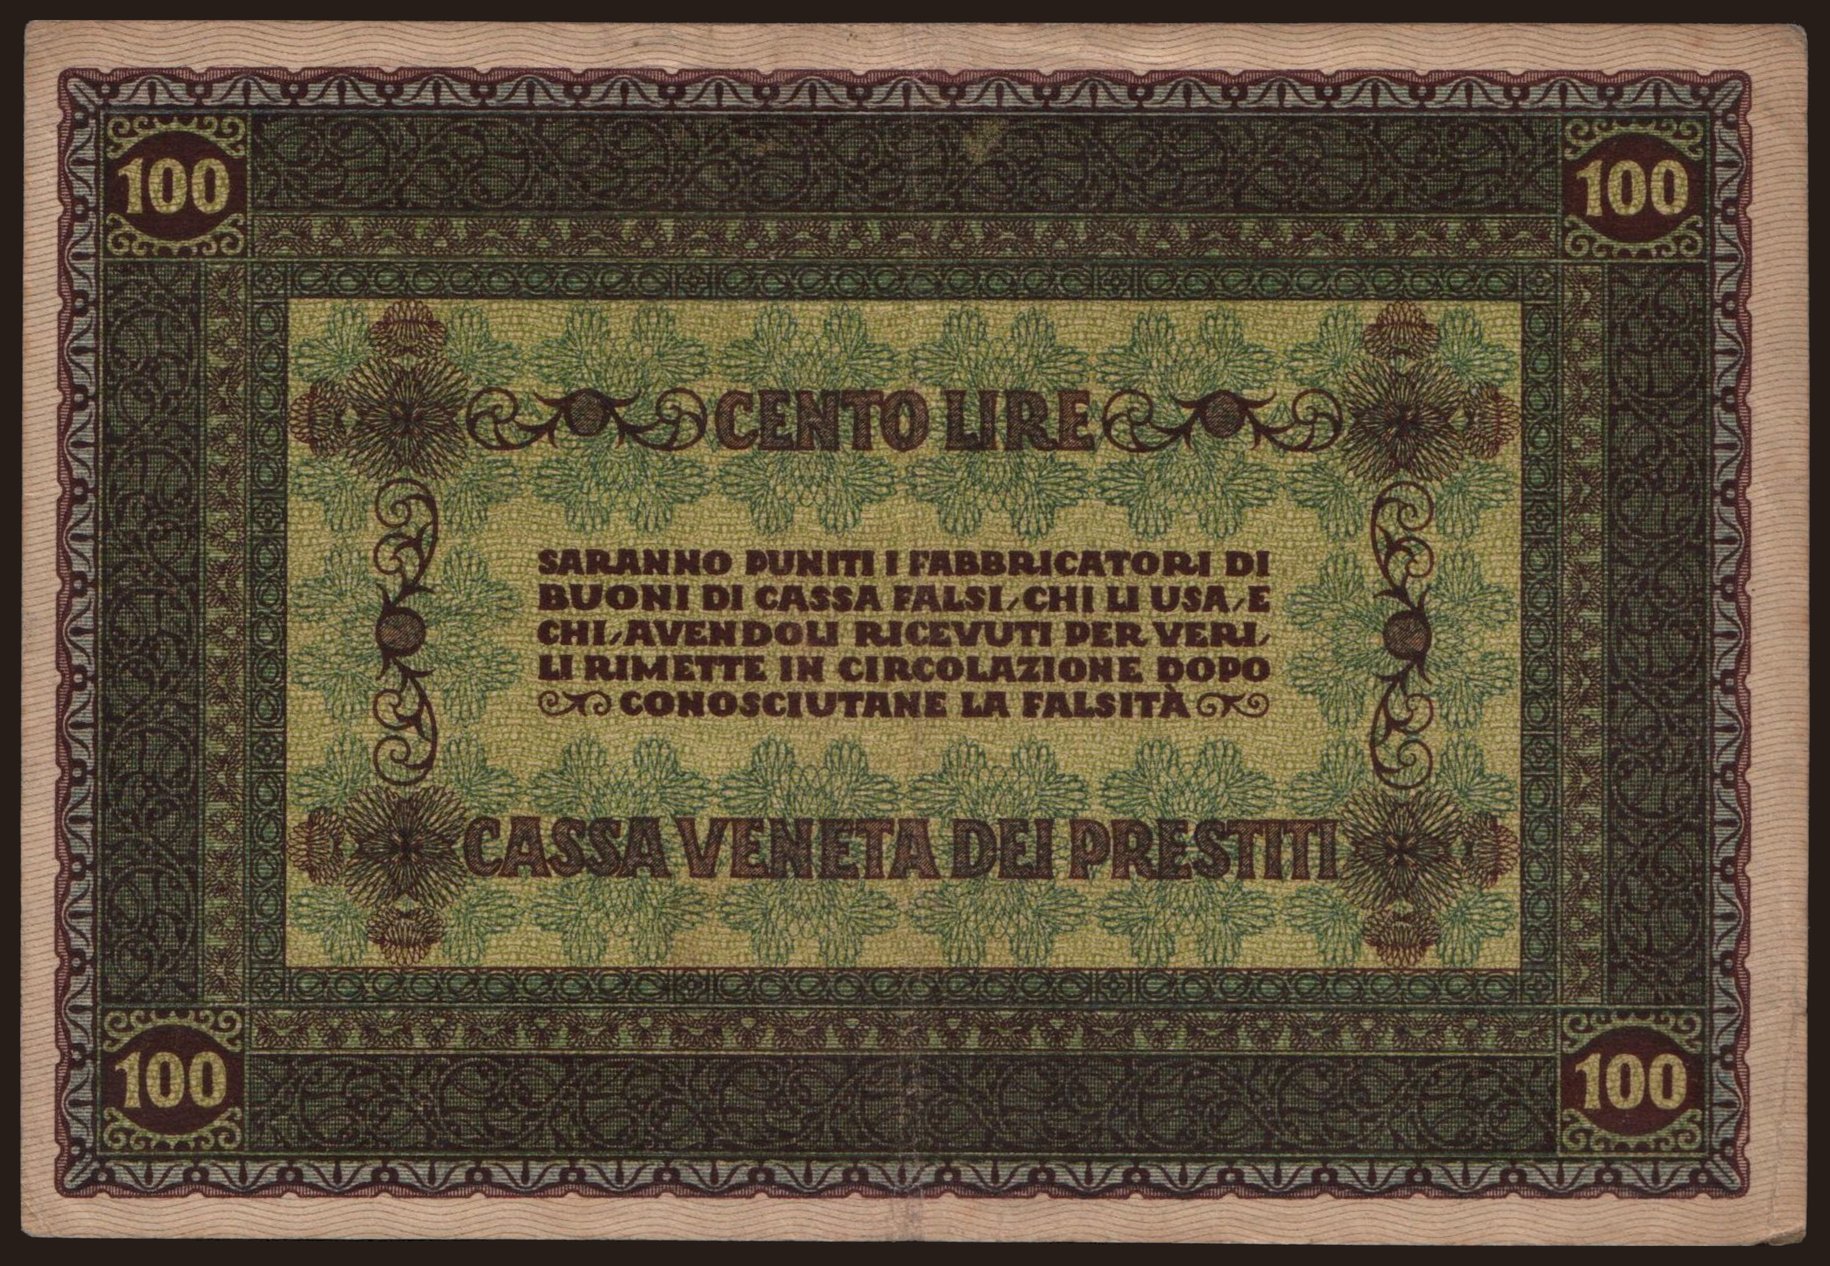 100 100
CENTO LIRE
SARANNO PUNITI I FABBRICATORI DI
BUONI DI CASSA FALSI, CHI LI USA, E
CHI, AVENDOLI RICEVUTI PER VERI,
LI RIMETTE IN CIRCOLAZIONE DOPO
CONOSCIUTANE LA FALSITÀ
CASSA VENETA DEI PRESTITI
100 100